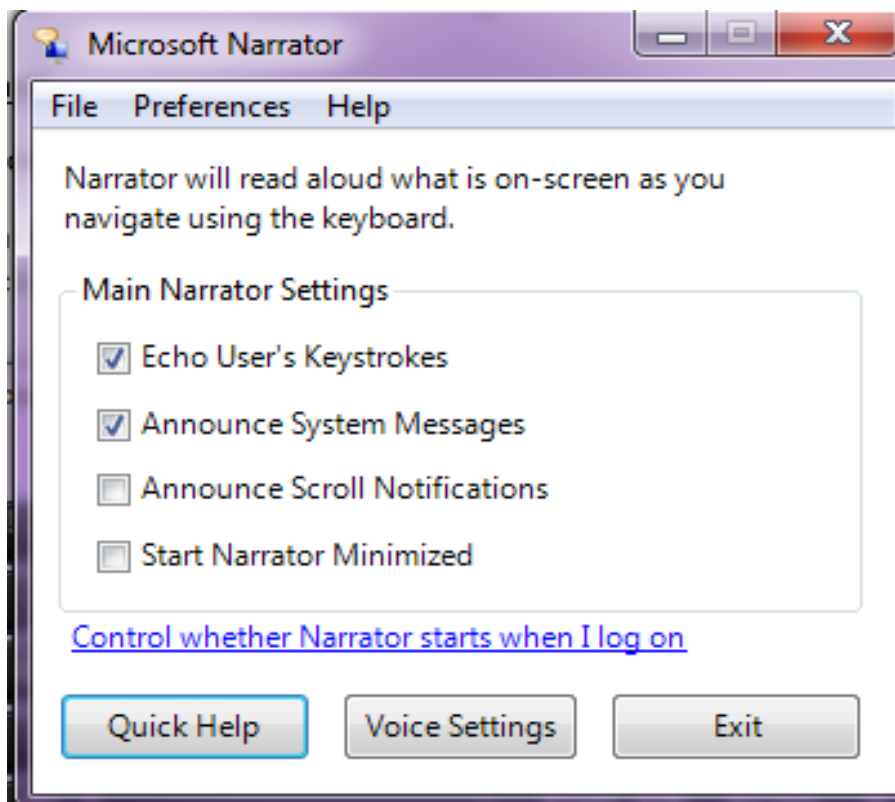 Microsoft Narrator
File Preferences Help
Narrator will read aloud what is on-screen as you
navigate using the keyboard.
Main Narrator Settings
Echo User's Keystrokes
Announce System Messages
Announce Scroll Notifications
Start Narrator Minimized
Control whether Narrator starts when I log on
Quick Help Voice Settings Exit